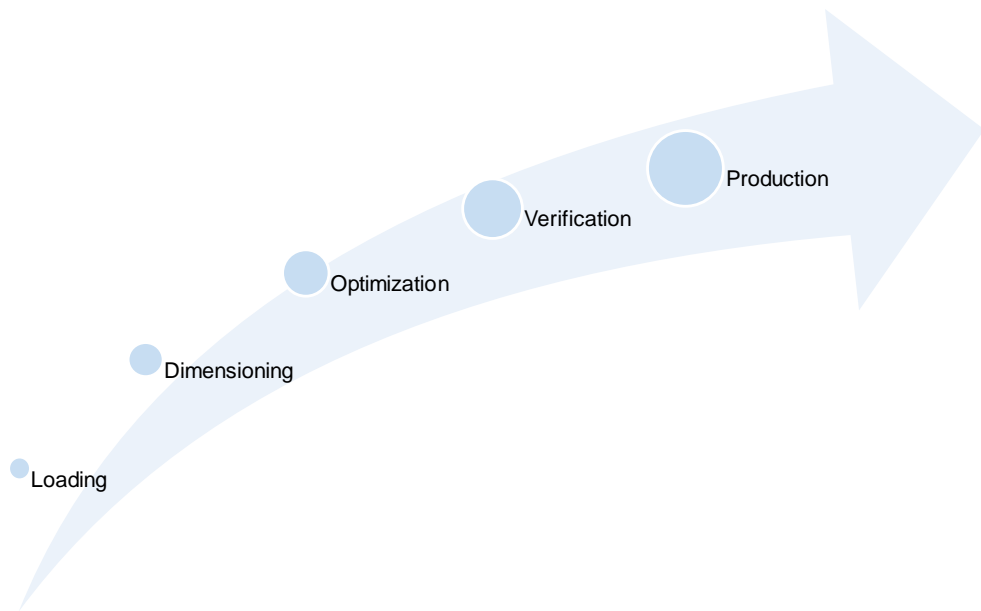 Production
Verification
Optimization
Dimensioning
Loading